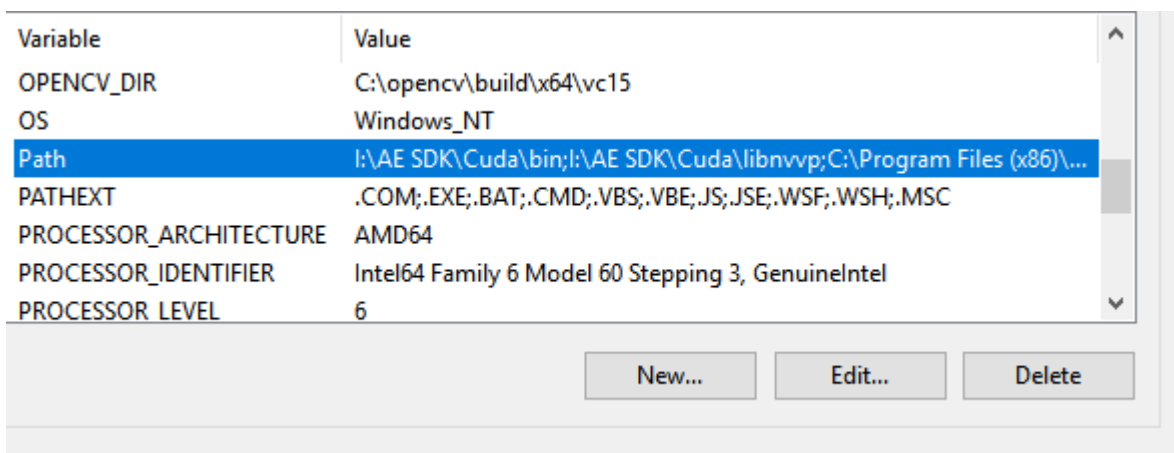 Variable Value
OPENCV_DIR C:\opencv\build\x64\vc15
OS Windows_NT
Path I:\AE SDK\Cuda\bin;I:\AE SDK\Cuda\libnvvp;C:\Program Files (x86)\...
PATHEXT .COM;.EXE;.BAT;.CMD;.VBS;.VBE;.JS;.JSE;.WSF;.WSH;.MSC
PROCESSOR_ARCHITECTURE AMD64
PROCESSOR_IDENTIFIER Intel64 Family 6 Model 60 Stepping 3, GenuineIntel
PROCESSOR_LEVEL 6
New... Edit... Delete